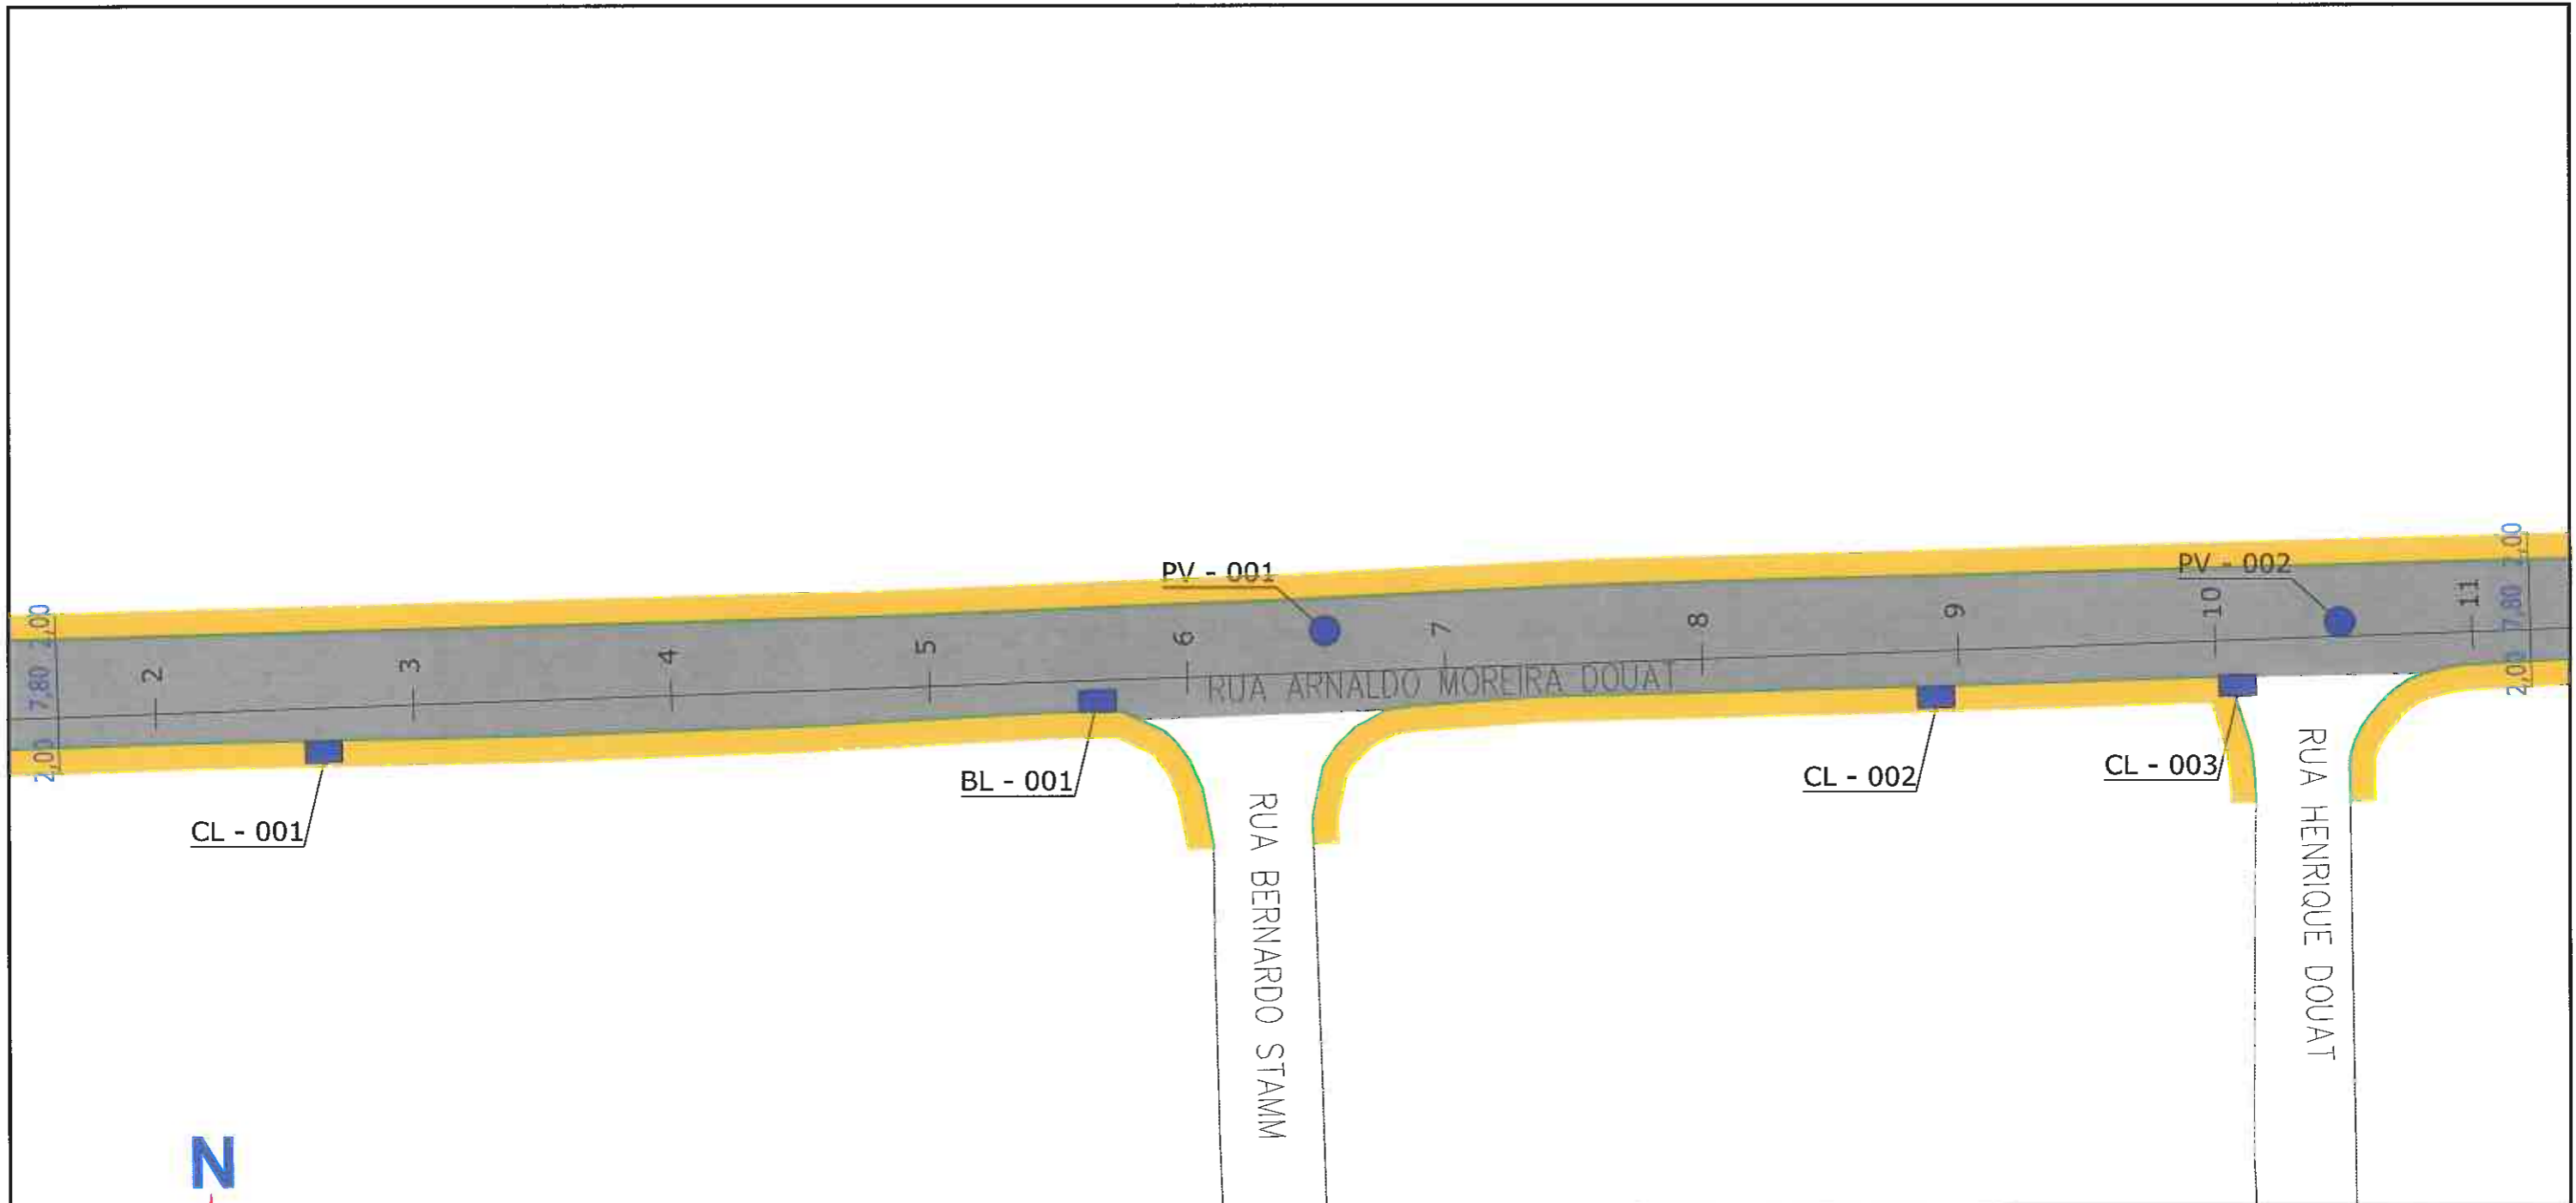 PV - 001
PV - 002
2,00
7,80
2,00
2
3
4
5
6
7
8
9
10
11
2,00
7,80
2,00
RUA ARNALDO MOREIRA DOUAT
CL - 001
BL - 001
CL - 002
CL - 003
RUA BERNARDO STAMM
RUA HENRIQUE DOUAT
N